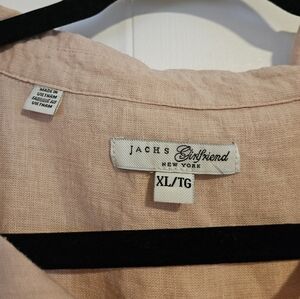 MADE IN
VIETNAM
FABRIQUÉ AU
VIETNAM
JACHS Girlfriend
NEW YORK
XL/TG